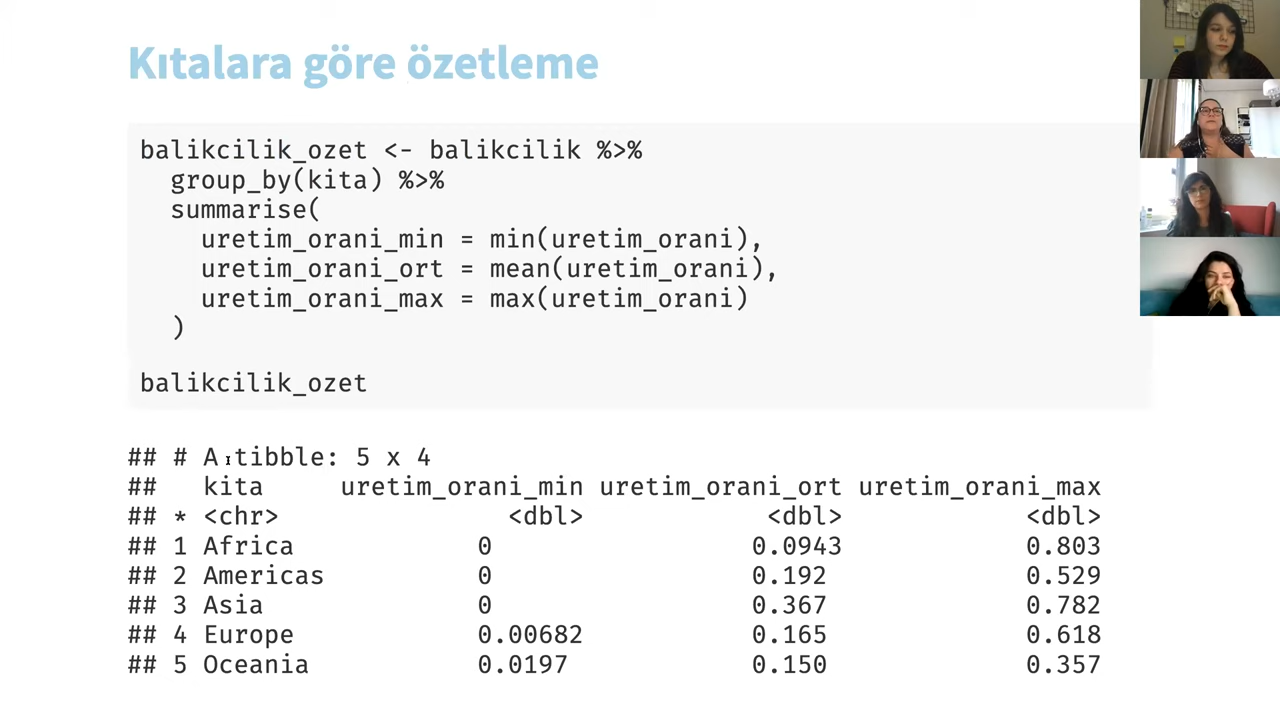 Kıtalara göre özetleme
balikcilik_ozet <- balikcilik %>%
  group_by(kita) %>%
  summarise(
    uretim_orani_min = min(uretim_orani),
    uretim_orani_ort = mean(uretim_orani),
    uretim_orani_max = max(uretim_orani)
  )
balikcilik_ozet
## # A tibble: 5 x 4
##   kita     uretim_orani_min uretim_orani_ort uretim_orani_max
## * <chr>               <dbl>            <dbl>            <dbl>
## 1 Africa            0                 0.0943            0.803
## 2 Americas          0                 0.192             0.529
## 3 Asia              0                 0.367             0.782
## 4 Europe            0.00682           0.165             0.618
## 5 Oceania           0.0197            0.150             0.357